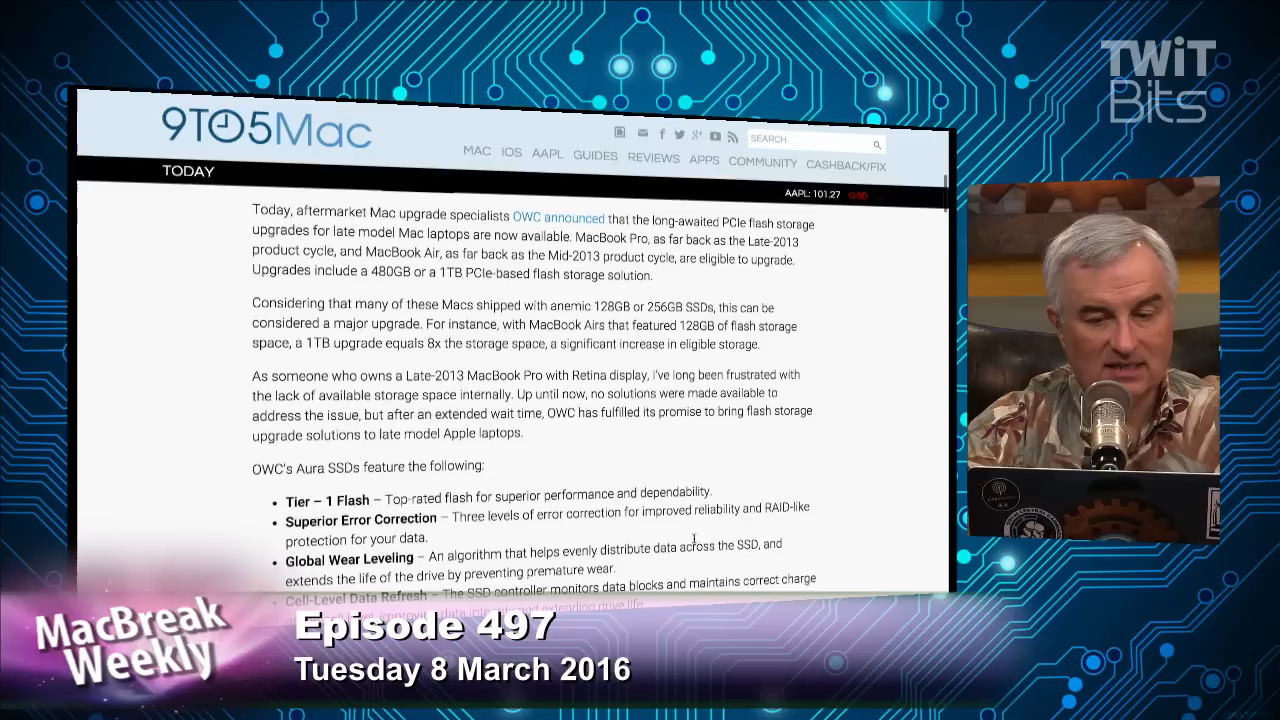 TWiT
Bits
9TO5Mac
SEARCH
MAC IOS AAPL GUIDES REVIEWS APPS COMMUNITY CASHBACK/FIX
TODAY
AAPL: 101.27
Today, aftermarket Mac upgrade specialists OWC announced that the long-awaited PCIe flash storage
upgrades for late model Mac laptops are now available. MacBook Pro, as far back as the Late-2013
product cycle, and MacBook Air, as far back as the Mid-2013 product cycle, are eligible to upgrade.
Upgrades include a 480GB or a 1TB PCIe-based flash storage solution.
Considering that many of these Macs shipped with anemic 128GB or 256GB SSDs, this can be
considered a major upgrade. For instance, with MacBook Airs that featured 128GB of flash storage
space, a 1TB upgrade equals 8x the storage space, a significant increase in eligible storage.
As someone who owns a Late-2013 MacBook Pro with Retina display, I've long been frustrated with
the lack of available storage space internally. Up until now, no solutions were made available to
address the issue, but after an extended wait time, OWC has fulfilled its promise to bring flash storage
upgrade solutions to late model Apple laptops.
OWC's Aura SSDs feature the following:
• Tier – 1 Flash – Top-rated flash for superior performance and dependability.
• Superior Error Correction – Three levels of error correction for improved reliability and RAID-like
protection for your data.
• Global Wear Leveling – An algorithm that helps evenly distribute data across the SSD, and
extends the life of the drive by preventing premature wear.
• Cell-Level Data Refresh – The SSD controller monitors data blocks and maintains correct charge
data integrity and extending drive life.
MacBreak
Weekly
Episode 497
Tuesday 8 March 2016